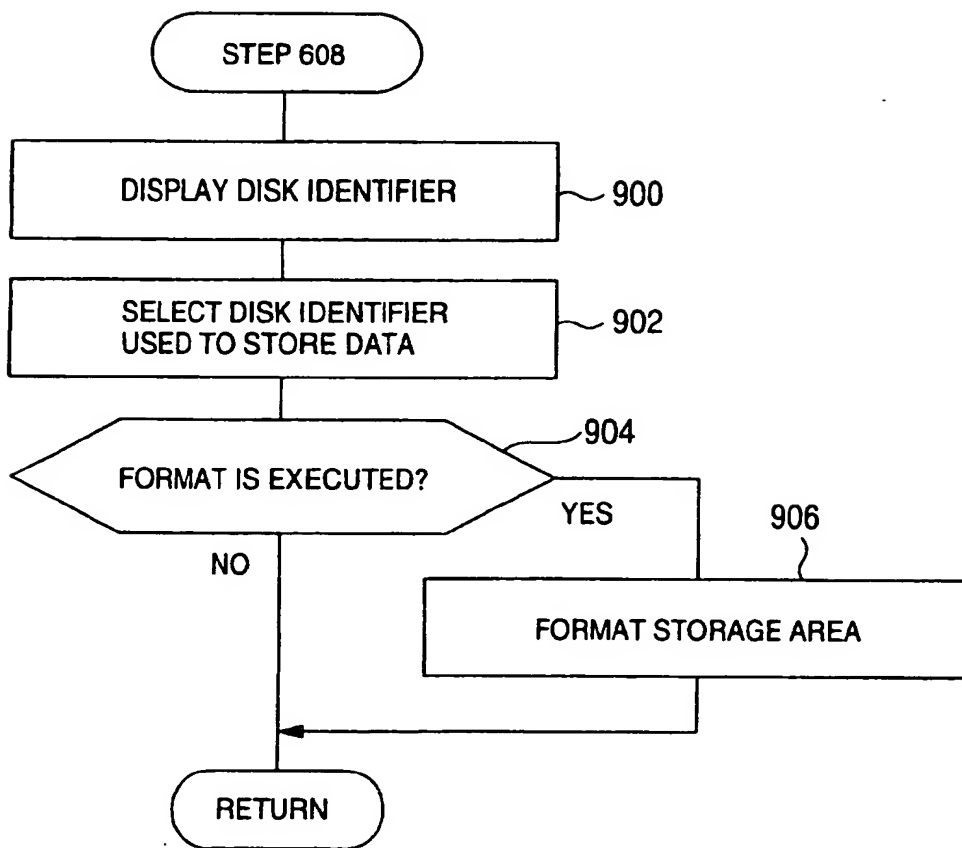 STEP 608
DISPLAY DISK IDENTIFIER
900
SELECT DISK IDENTIFIER
USED TO STORE DATA
902
904
FORMAT IS EXECUTED?
YES
906
NO
FORMAT STORAGE AREA
RETURN